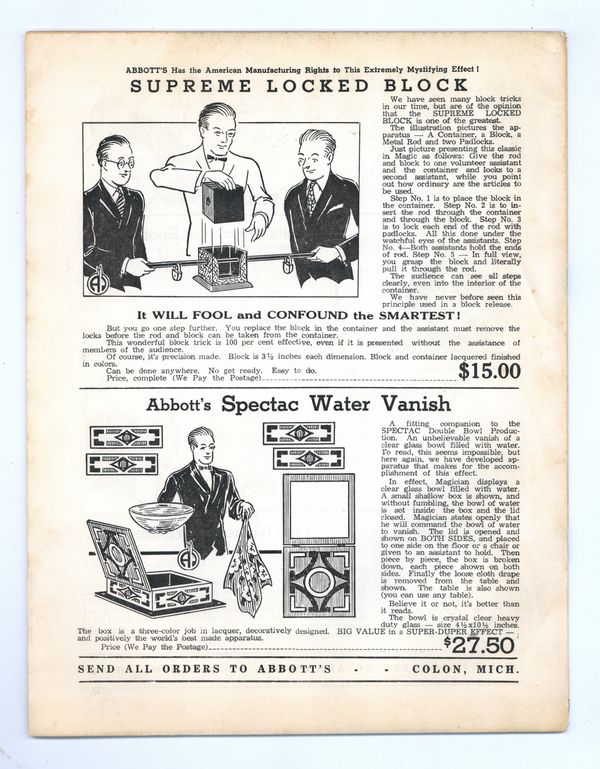 ABBOTT'S Has the American Manufacturing Rights to This Extremely Mystifying Effect!
SUPREME LOCKED BLOCK
We have seen many block tricks
in our time, but are of the opinion
that the SUPREME LOCKED
BLOCK is one of the greatest.
The illustration pictures the ap-
paratus — A Container, a Block, a
Metal Rod and two Padlocks.
Just picture presenting this classic
in Magic as follows: Give the rod
and block to one volunteer assistant
and the container and locks to a
second assistant, while you point
out how ordinary are the articles to
be used.
Step No. 1 is to place the block in
the container. Step No. 2 is to in-
sert the rod through the container
and through the block. Step No. 3
is to lock each end of the rod with
padlocks. All this done under the
watchful eyes of the assistants. Step
No. 4—Both assistants hold the ends
of rod. Step No. 5 — In full view,
you grasp the block and literally
pull it through the rod.
The audience can see all steps
clearly, even into the interior of the
container.
We have never before seen this
principle used in a block release.
It WILL FOOL and CONFOUND the SMARTEST!
But you go one step further. You replace the block in the container and the assistant must remove the
locks before the rod and block can be taken from the container.
This wonderful block trick is 100 per cent effective, even if it is presented without the assistance of
members of the audience.
Of course, it's precision made. Block is 3½ inches each dimension. Block and container lacquered finished
in colors.
Can be done anywhere. No get ready. Easy to do.
Price, complete (We Pay the Postage) $15.00
Abbott's Spectac Water Vanish
A fitting companion to the
SPECTAC Double Bowl Produc-
tion. An unbelievable vanish of a
clear glass bowl filled with water.
To read, this seems impossible, but
here again, we have developed ap-
paratus that makes for the accom-
plishment of this effect.
In effect, Magician displays a
clear glass bowl filled with water.
A small shallow box is shown, and
without fumbling, the bowl of water
is set inside the box and the lid
closed. Magician states openly that
he will command the bowl of water
to vanish. The lid is opened and
shown on BOTH SIDES, and placed
to one side on the floor or a chair or
given to an assistant to hold. Then
piece by piece, the box is broken
down, each piece shown on both
sides. Finally the loose cloth drape
is removed from the table and
shown. The table is also shown
(you can use any table).
Believe it or not, it's better than
it reads.
The bowl is crystal clear heavy
duty glass — size 4½x10½ inches.
The box is a three-color job in lacquer, decoratively designed. BIG VALUE in a SUPER-DUPER EFFECT —
and positively the world's best made apparatus.
Price (We Pay the Postage) $27.50
SEND ALL ORDERS TO ABBOTT'S - - COLON, MICH.